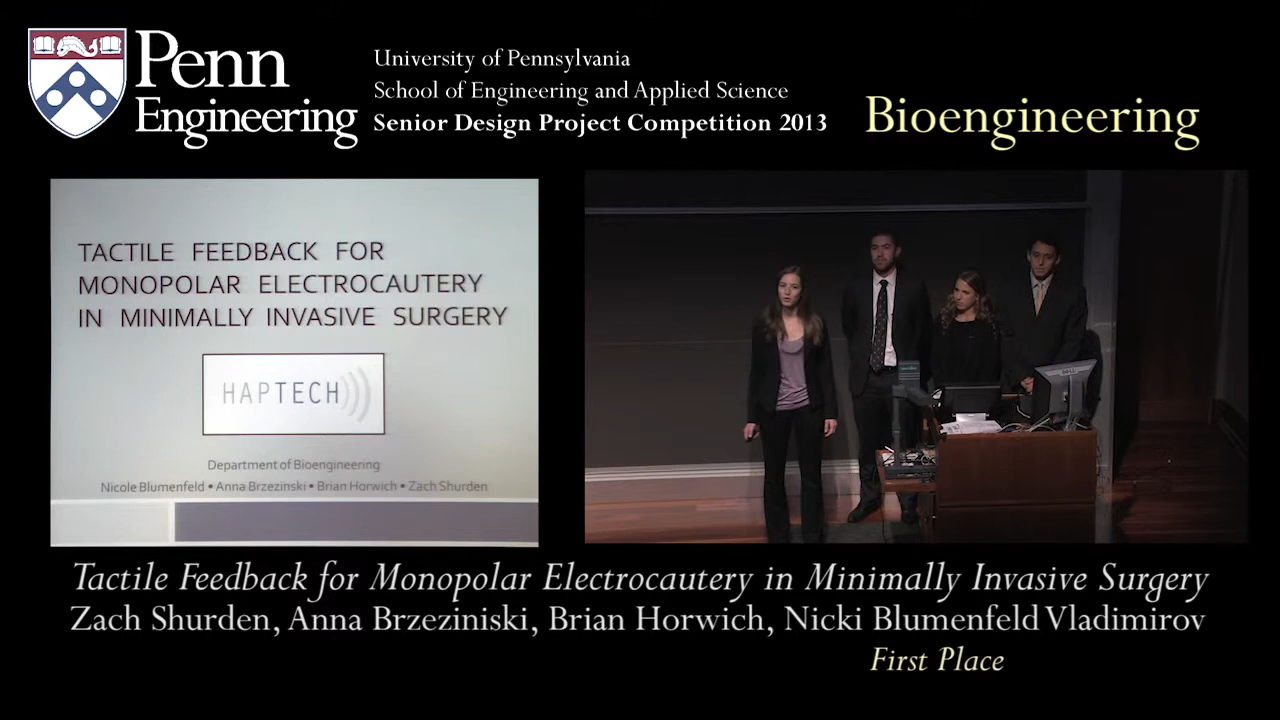 Penn
Engineering
University of Pennsylvania
School of Engineering and Applied Science
Senior Design Project Competition 2013
Bioengineering
TACTILE FEEDBACK FOR
MONOPOLAR ELECTROCAUTERY
IN MINIMALLY INVASIVE SURGERY
HAPTECH
Department of Bioengineering
Nicole Blumenfeld • Anna Brzezinski • Brian Horwich • Zach Shurden
Tactile Feedback for Monopolar Electrocautery in Minimally Invasive Surgery
Zach Shurden, Anna Brzeziniski, Brian Horwich, Nicki Blumenfeld Vladimirov
First Place